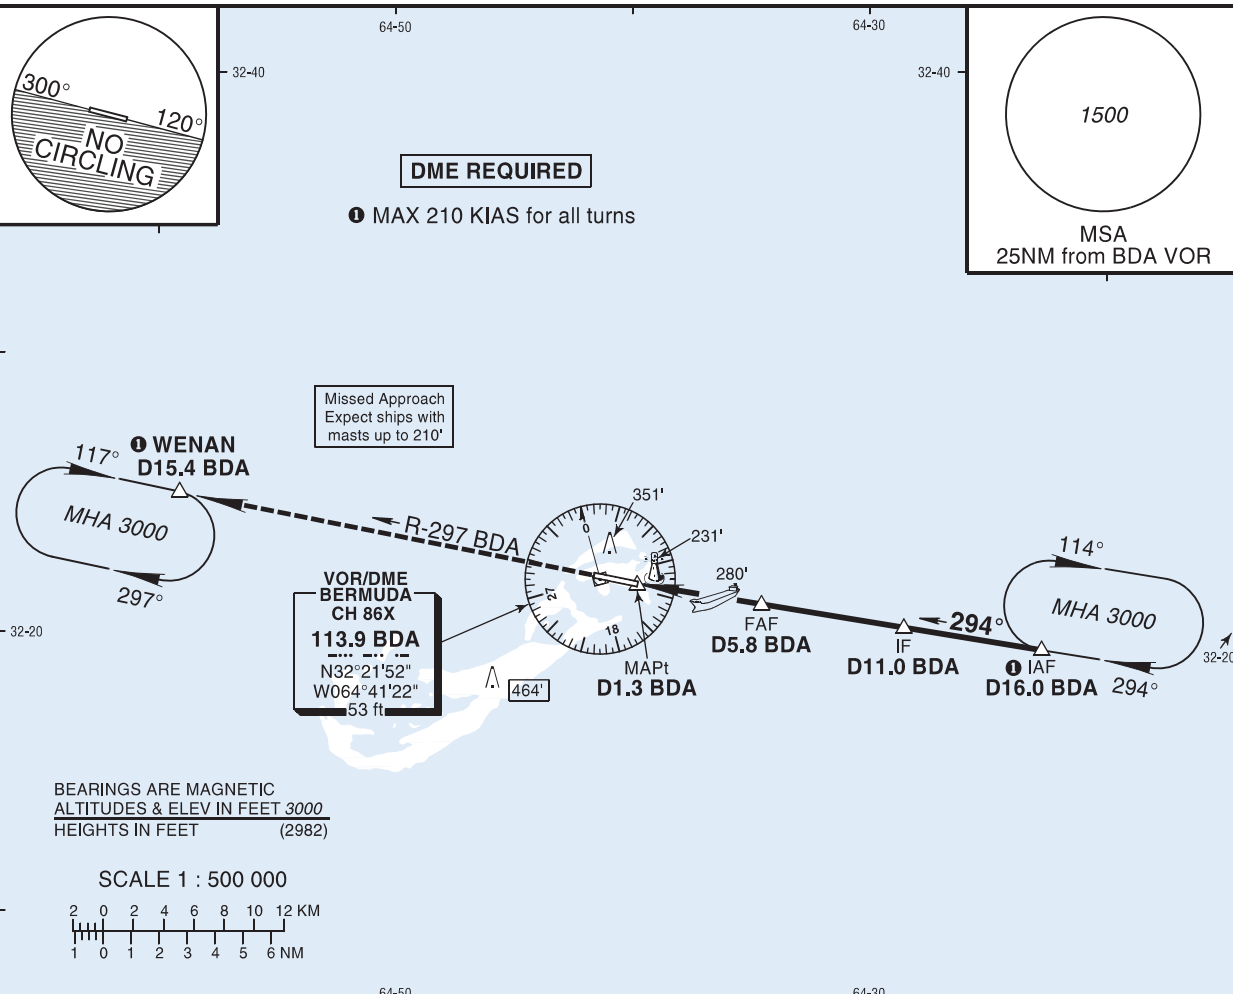 64-50
64-30
32-40
32-40
300°
120°
NO
CIRCLING
1500
MSA
25NM from BDA VOR
DME REQUIRED
❶ MAX 210 KIAS for all turns
Missed Approach
Expect ships with
masts up to 210'
❶ WENAN
D15.4 BDA
117°
MHA 3000
297°
R-297 BDA
351'
231'
280'
0
27
18
VOR/DME
BERMUDA
CH 86X
113.9 BDA
N32°21'52"
W064°41'22"
53 ft
464'
MAPt
D1.3 BDA
FAF
D5.8 BDA
294°
IF
D11.0 BDA
❶ IAF
D16.0 BDA
114°
MHA 3000
294°
32-20
32-20
BEARINGS ARE MAGNETIC
ALTITUDES & ELEV IN FEET 3000
HEIGHTS IN FEET (2982)
SCALE 1 : 500 000
2 0 2 4 6 8 10 12 KM
1 0 1 2 3 4 5 6 NM
64-50
64-30